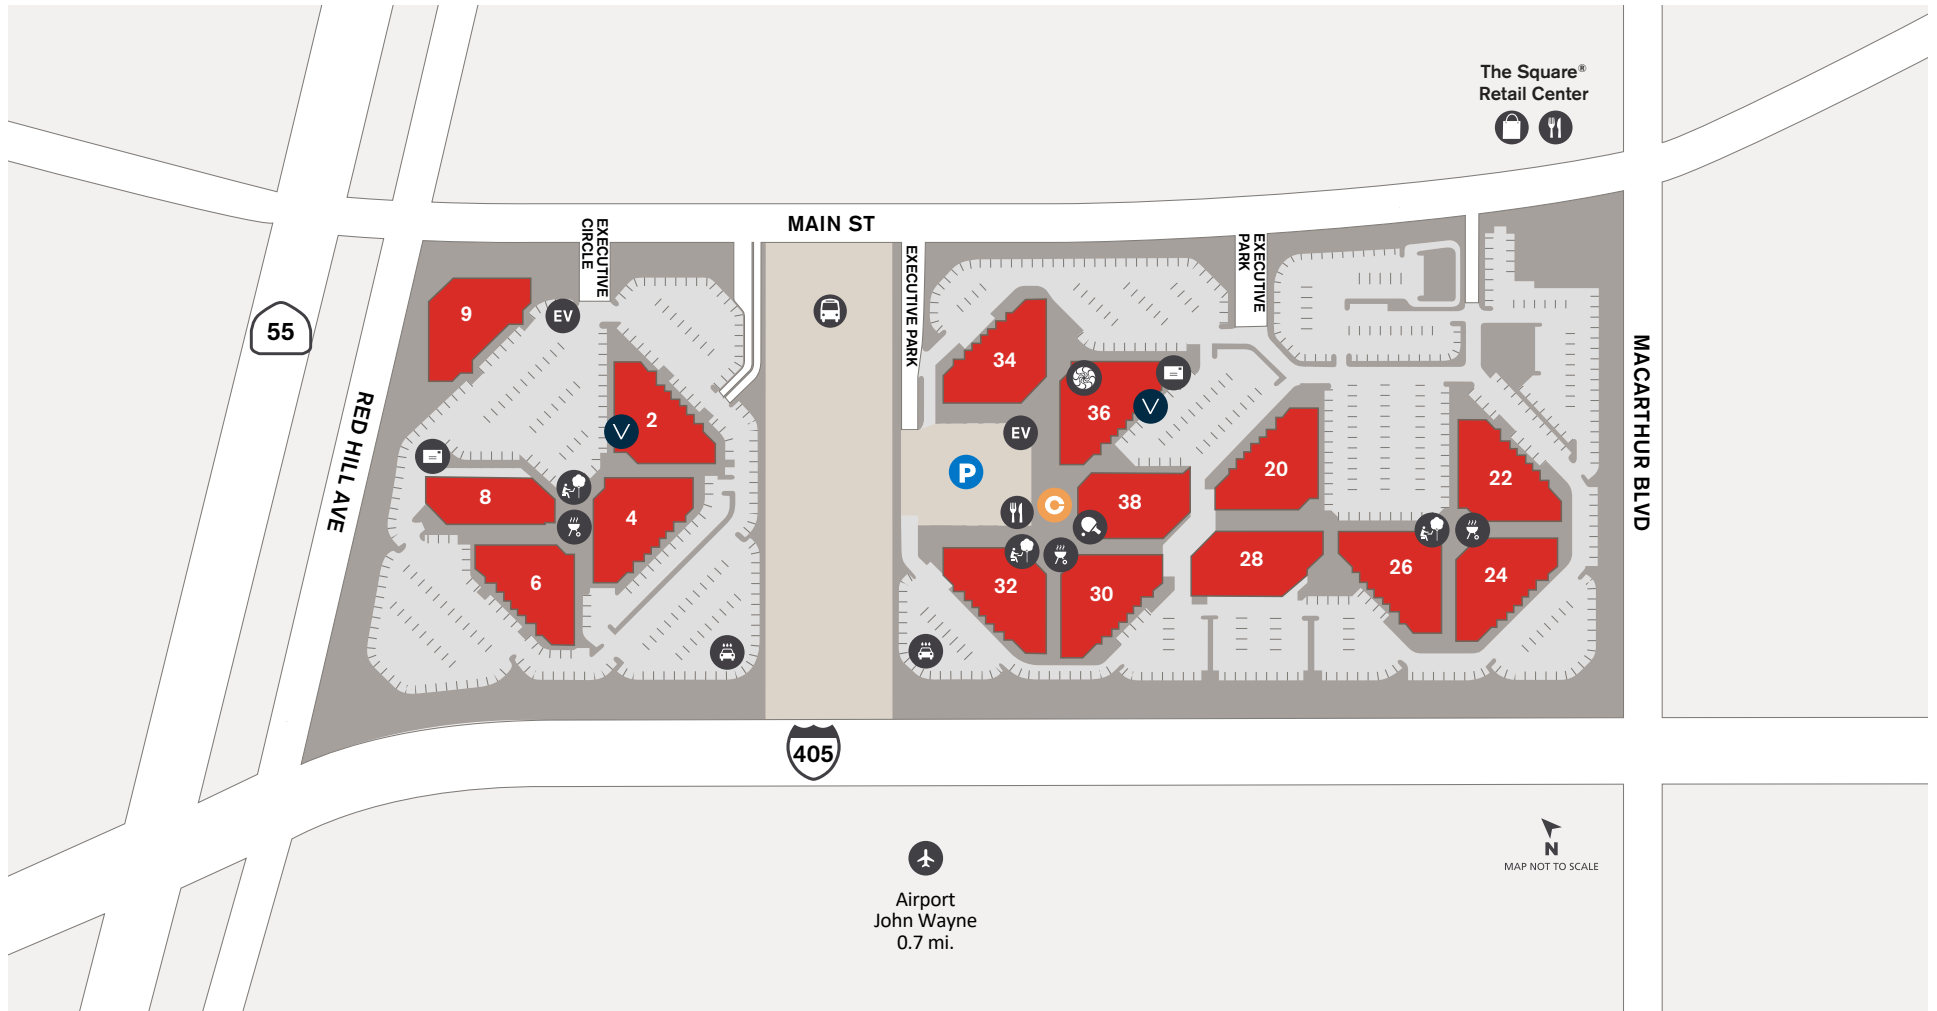 The Square®
Retail Center
MAIN ST
EXECUTIVE
CIRCLE
EXECUTIVE PARK
EXECUTIVE
PARK
55
RED HILL AVE
MACARTHUR BLVD
9
EV
2
8
4
6
34
36
EV
P
C
38
20
22
28
26
24
32
30
405
N
MAP NOT TO SCALE
Airport
John Wayne
0.7 mi.